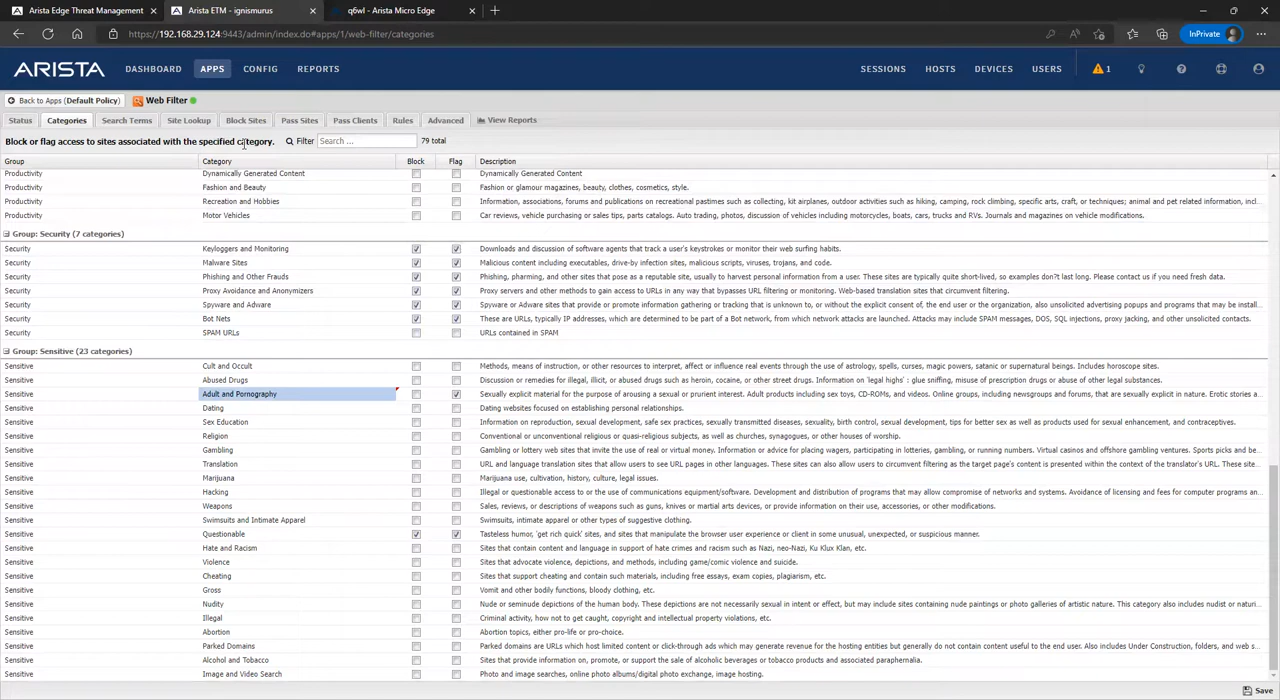 Arista Edge Threat Management
Arista ETM - ignismurus
q6wl - Arista Micro Edge
https://192.168.29.124:9443/admin/index.do#apps/1/web-filter/categories
InPrivate
ARISTA
DASHBOARD APPS CONFIG REPORTS
SESSIONS HOSTS DEVICES USERS 1
Back to Apps (Default Policy) Web Filter
Status Categories Search Terms Site Lookup Block Sites Pass Sites Pass Clients Rules Advanced View Reports
Block or flag access to sites associated with the specified category. Filter Search ... 79 total
Group Category Block Flag Description
Productivity Dynamically Generated Content Dynamically Generated Content
Productivity Fashion and Beauty Fashion or glamour magazines, beauty, clothes, cosmetics, style.
Productivity Recreation and Hobbies Information, associations, forums and publications on recreational pastimes such as collecting, kit airplanes, outdoor activities such as hiking, camping, rock climbing, specific arts, craft, or techniques; animal and pet related information, incl...
Productivity Motor Vehicles Car reviews, vehicle purchasing or sales tips, parts catalogs. Auto trading, photos, discussion of vehicles including motorcycles, boats, cars, trucks and RVs. Journals and magazines on vehicle modifications.
Group: Security (7 categories)
Security Keyloggers and Monitoring Downloads and discussion of software agents that track a user's keystrokes or monitor their web surfing habits.
Security Malware Sites Malicious content including executables, drive-by infection sites, malicious scripts, viruses, trojans, and code.
Security Phishing and Other Frauds Phishing, pharming, and other sites that pose as a reputable site, usually to harvest personal information from a user. These sites are typically quite short-lived, so examples don?t last long. Please contact us if you need fresh data.
Security Proxy Avoidance and Anonymizers Proxy servers and other methods to gain access to URLs in any way that bypasses URL filtering or monitoring. Web-based translation sites that circumvent filtering.
Security Spyware and Adware Spyware or Adware sites that provide or promote information gathering or tracking that is unknown to, or without the explicit consent of, the end user or the organization, also unsolicited advertising popups and programs that may be instal...
Security Bot Nets These are URLs, typically IP addresses, which are determined to be part of a Bot network, from which network attacks are launched. Attacks may include SPAM messages, DOS, SQL injections, proxy jacking, and other unsolicited contacts.
Security SPAM URLs URLs contained in SPAM
Group: Sensitive (23 categories)
Sensitive Cult and Occult Methods, means of instruction, or other resources to interpret, affect or influence real events through the use of astrology, spells, curses, magic powers, satanic or supernatural beings. Includes horoscope sites.
Sensitive Abused Drugs Discussion or remedies for illegal, illicit, or abused drugs such as heroin, cocaine, or other street drugs. Information on 'legal highs' : glue sniffing, misuse of prescription drugs or abuse of other legal substances.
Sensitive Adult and Pornography Sexually explicit material for the purpose of arousing a sexual or prurient interest. Adult products including sex toys, CD-ROMs, and videos. Online groups, including newsgroups and forums, that are sexually explicit in nature. Erotic stories a...
Sensitive Dating Dating websites focused on establishing personal relationships.
Sensitive Sex Education Information on reproduction, sexual development, safe sex practices, sexually transmitted diseases, sexuality, birth control, sexual development, tips for better sex as well as products used for sexual enhancement, and contraceptives.
Sensitive Religion Conventional or unconventional religious or quasi-religious subjects, as well as churches, synagogues, or other houses of worship.
Sensitive Gambling Gambling or lottery web sites that invite the use of real or virtual money. Information or advice for placing wagers, participating in lotteries, gambling, or running numbers. Virtual casinos and offshore gambling ventures. Sports picks and be...
Sensitive Translation URL and language translation sites that allow users to see URL pages in other languages. These sites can also allow users to circumvent filtering as the target page's content is presented within the context of the translator's URL. These site...
Sensitive Marijuana Marijuana use, cultivation, history, culture, legal issues.
Sensitive Hacking Illegal or questionable access to or the use of communications equipment/software. Development and distribution of programs that may allow compromise of networks and systems. Avoidance of licensing and fees for computer programs an...
Sensitive Weapons Sales, reviews, or descriptions of weapons such as guns, knives or martial arts devices, or provide information on their use, accessories, or other modifications.
Sensitive Swimsuits and Intimate Apparel Swimsuits, intimate apparel or other types of suggestive clothing.
Sensitive Questionable Tasteless humor, 'get rich quick' sites, and sites that manipulate the browser user experience or client in some unusual, unexpected, or suspicious manner.
Sensitive Hate and Racism Sites that contain content and language in support of hate crimes and racism such as Nazi, neo-Nazi, Ku Klux Klan, etc.
Sensitive Violence Sites that advocate violence, depictions, and methods, including game/comic violence and suicide.
Sensitive Cheating Sites that support cheating and contain such materials, including free essays, exam copies, plagiarism, etc.
Sensitive Gross Vomit and other bodily functions, bloody clothing, etc.
Sensitive Nudity Nude or seminude depictions of the human body. These depictions are not necessarily sexual in intent or effect, but may include sites containing nude paintings or photo galleries of artistic nature. This category also includes nudist or naturi...
Sensitive Illegal Criminal activity, how not to get caught, copyright and intellectual property violations, etc.
Sensitive Abortion Abortion topics, either pro-life or pro-choice.
Sensitive Parked Domains Parked domains are URLs which host limited content or click-through ads which may generate revenue for the hosting entities but generally do not contain content useful to the end user. Also includes Under Construction, folders, and web s...
Sensitive Alcohol and Tobacco Sites that provide information on, promote, or support the sale of alcoholic beverages or tobacco products and associated paraphernalia.
Sensitive Image and Video Search Photo and image searches, online photo albums/digital photo exchange, image hosting.
Save